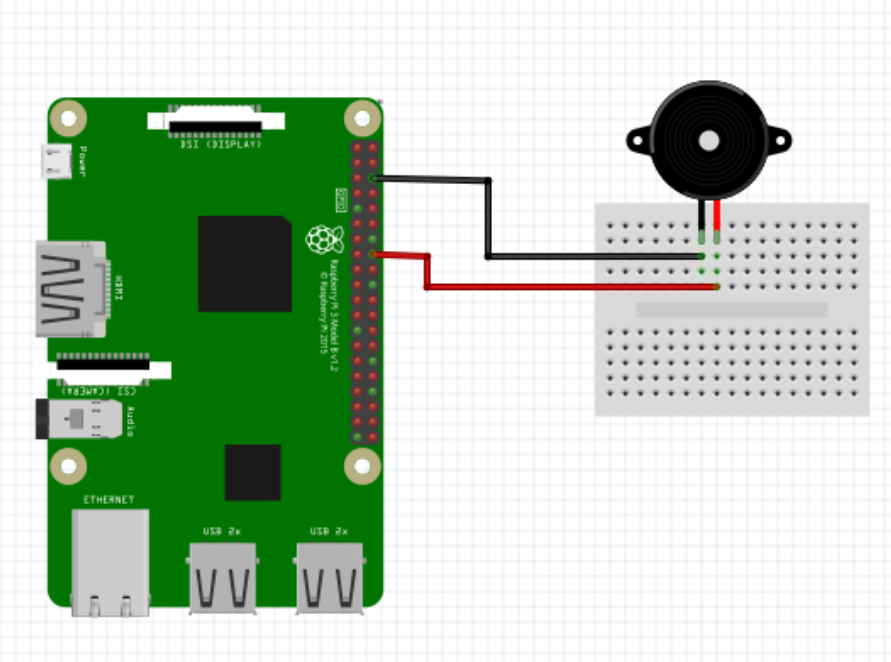 DSI (DISPLAY)
Power
GPIO
HDMI
Raspberry Pi 3 Model B v1.2
© Raspberry Pi 2015
CSI (CAMERA)
Audio
ETHERNET
USB 2x
USB 2x